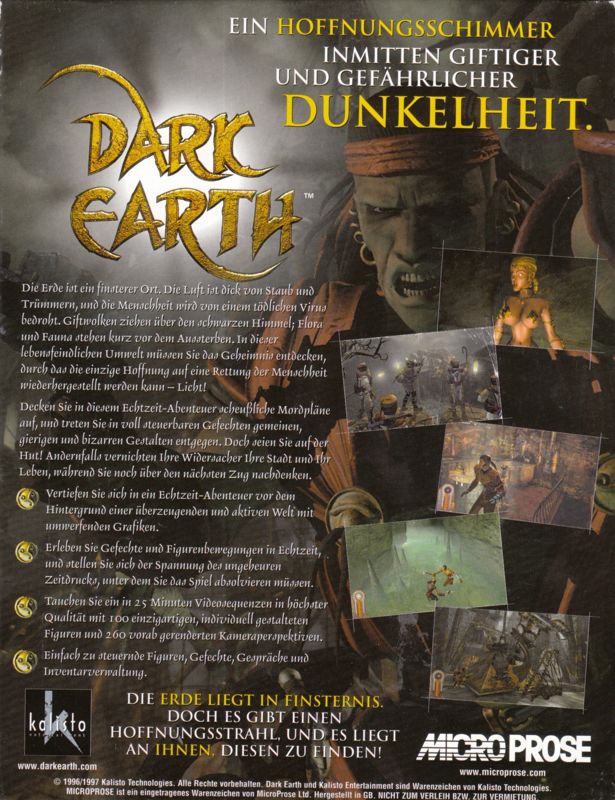 EIN HOFFNUNGSSCHIMMER
INMITTEN GIFTIGER
UND GEFÄHRLICHER
DUNKELHEIT.
DARK
EARTH™
Die Erde ist ein finsterer Ort. Die Luft ist dick von Staub und
Trümmern, und die Menschheit wird von einem tödlichen Virus
bedroht. Giftwolken ziehen über den schwarzen Himmel; Flora
und Fauna stehen kurz vor dem Aussterben. In dieser
lebensfeindlichen Umwelt müssen Sie das Geheimnis entdecken,
durch das die einzige Hoffnung auf eine Rettung der Menschheit
wiederhergestellt werden kann – Licht!
Decken Sie in diesem Echtzeit-Abenteuer scheußliche Mordpläne
auf, und treten Sie in voll steuerbaren Gefechten gemeinen,
gierigen und bizarren Gestalten entgegen. Doch seien Sie auf der
Hut! Andernfalls vernichten Ihre Widersacher Ihre Stadt und Ihr
Leben, während Sie noch über den nächsten Zug nachdenken.
Vertiefen Sie sich in ein Echtzeit-Abenteuer vor dem
Hintergrund einer überzeugenden und aktiven Welt mit
umwerfenden Grafiken.
Erleben Sie Gefechte und Figurenbewegungen in Echtzeit,
und stellen Sie sich der Spannung des ungeheuren
Zeitdrucks, unter dem Sie das Spiel absolvieren müssen.
Tauchen Sie ein in 25 Minuten Videosequenzen in höchster
Qualität mit 100 einzigartigen, individuell gestalteten
Figuren und 260 vorab gerenderten Kameraperspektiven.
Einfach zu steuernde Figuren, Gefechte, Gespräche und
Inventarverwaltung.
DIE ERDE LIEGT IN FINSTERNIS.
DOCH ES GIBT EINEN
HOFFNUNGSSTRAHL, UND ES LIEGT
AN IHNEN, DIESEN ZU FINDEN!
k
kalisto
entertainment
www.darkearth.com
MICROPROSE
www.microprose.com
© 1996/1997 Kalisto Technologies. Alle Rechte vorbehalten. Dark Earth und Kalisto Entertainment sind Warenzeichen von Kalisto Technologies.
MICROPROSE ist ein eingetragenes Warenzeichen von MicroProse Ltd. Hergestellt in GB. NICHT ZUM VERLEIH BZW. ZUR VERMIETUNG